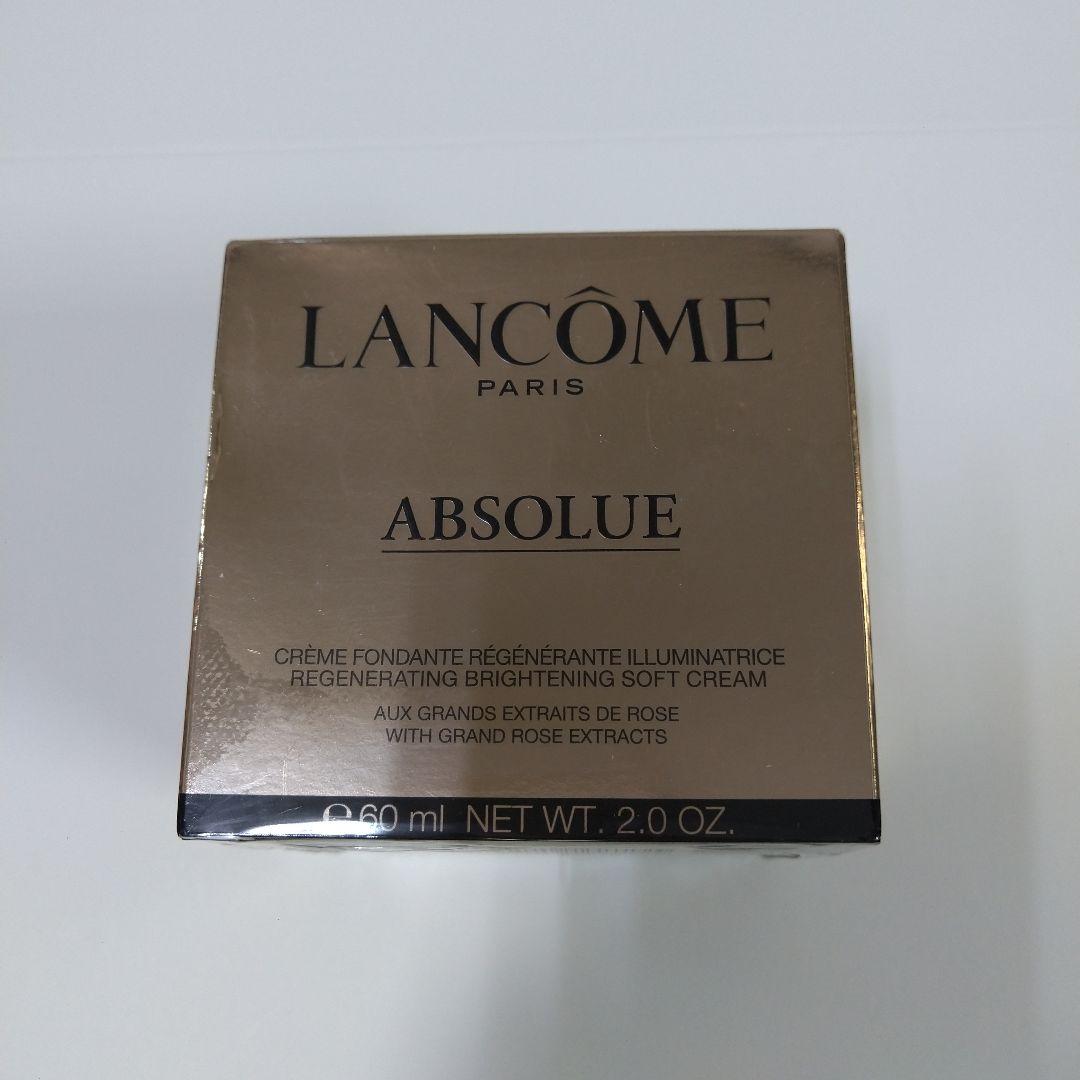 LANCÔME
PARIS
ABSOLUE
CRÈME FONDANTE RÉGÉNÉRANTE ILLUMINATRICE
REGENERATING BRIGHTENING SOFT CREAM
AUX GRANDS EXTRAITS DE ROSE
WITH GRAND ROSE EXTRACTS
℮ 60 ml NET WT. 2.0 OZ.